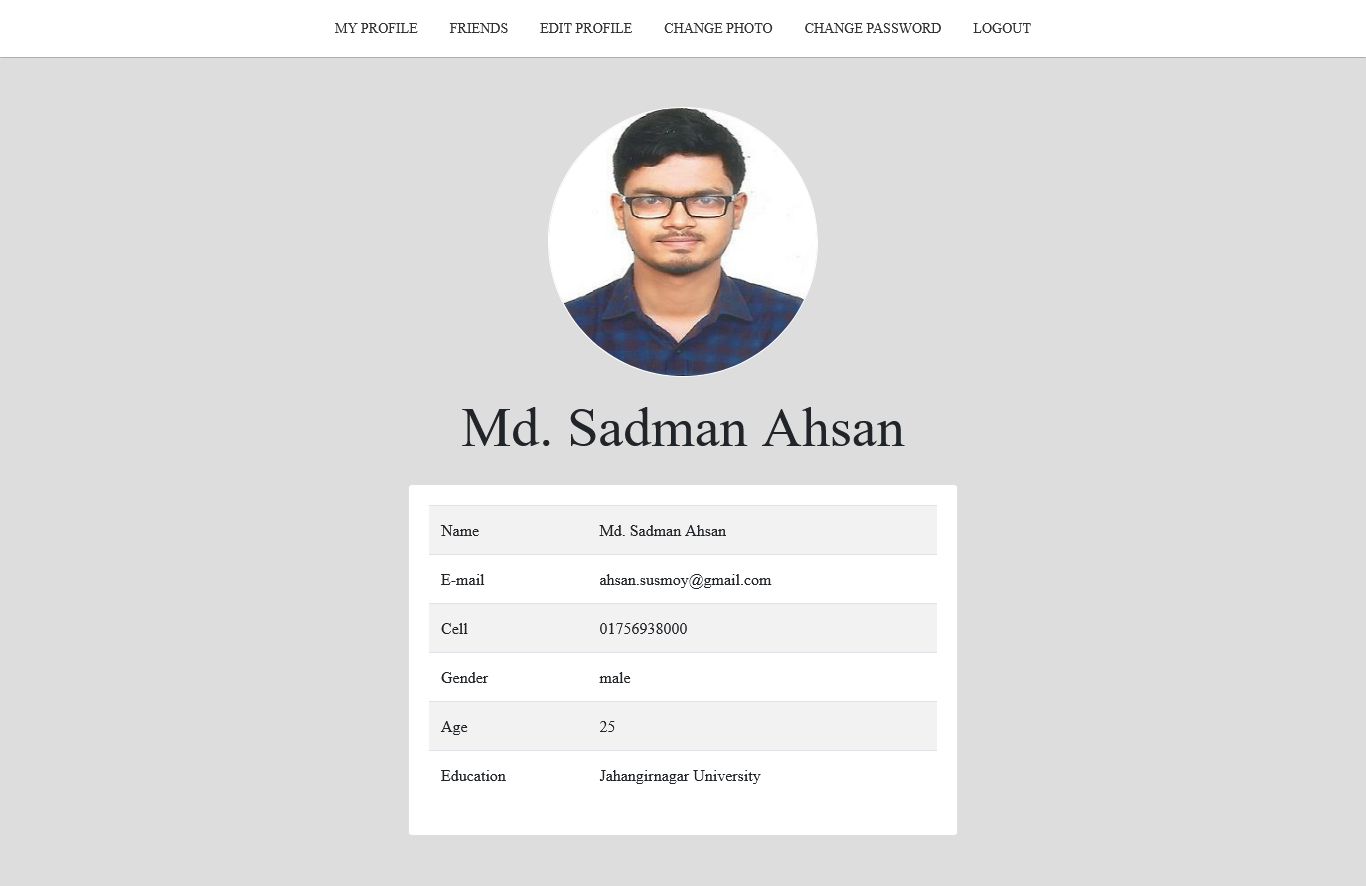 MY PROFILE FRIENDS EDIT PROFILE CHANGE PHOTO CHANGE PASSWORD LOGOUT
Md. Sadman Ahsan
Name Md. Sadman Ahsan
E-mail ahsan.susmoy@gmail.com
Cell 01756938000
Gender male
Age 25
Education Jahangirnagar University